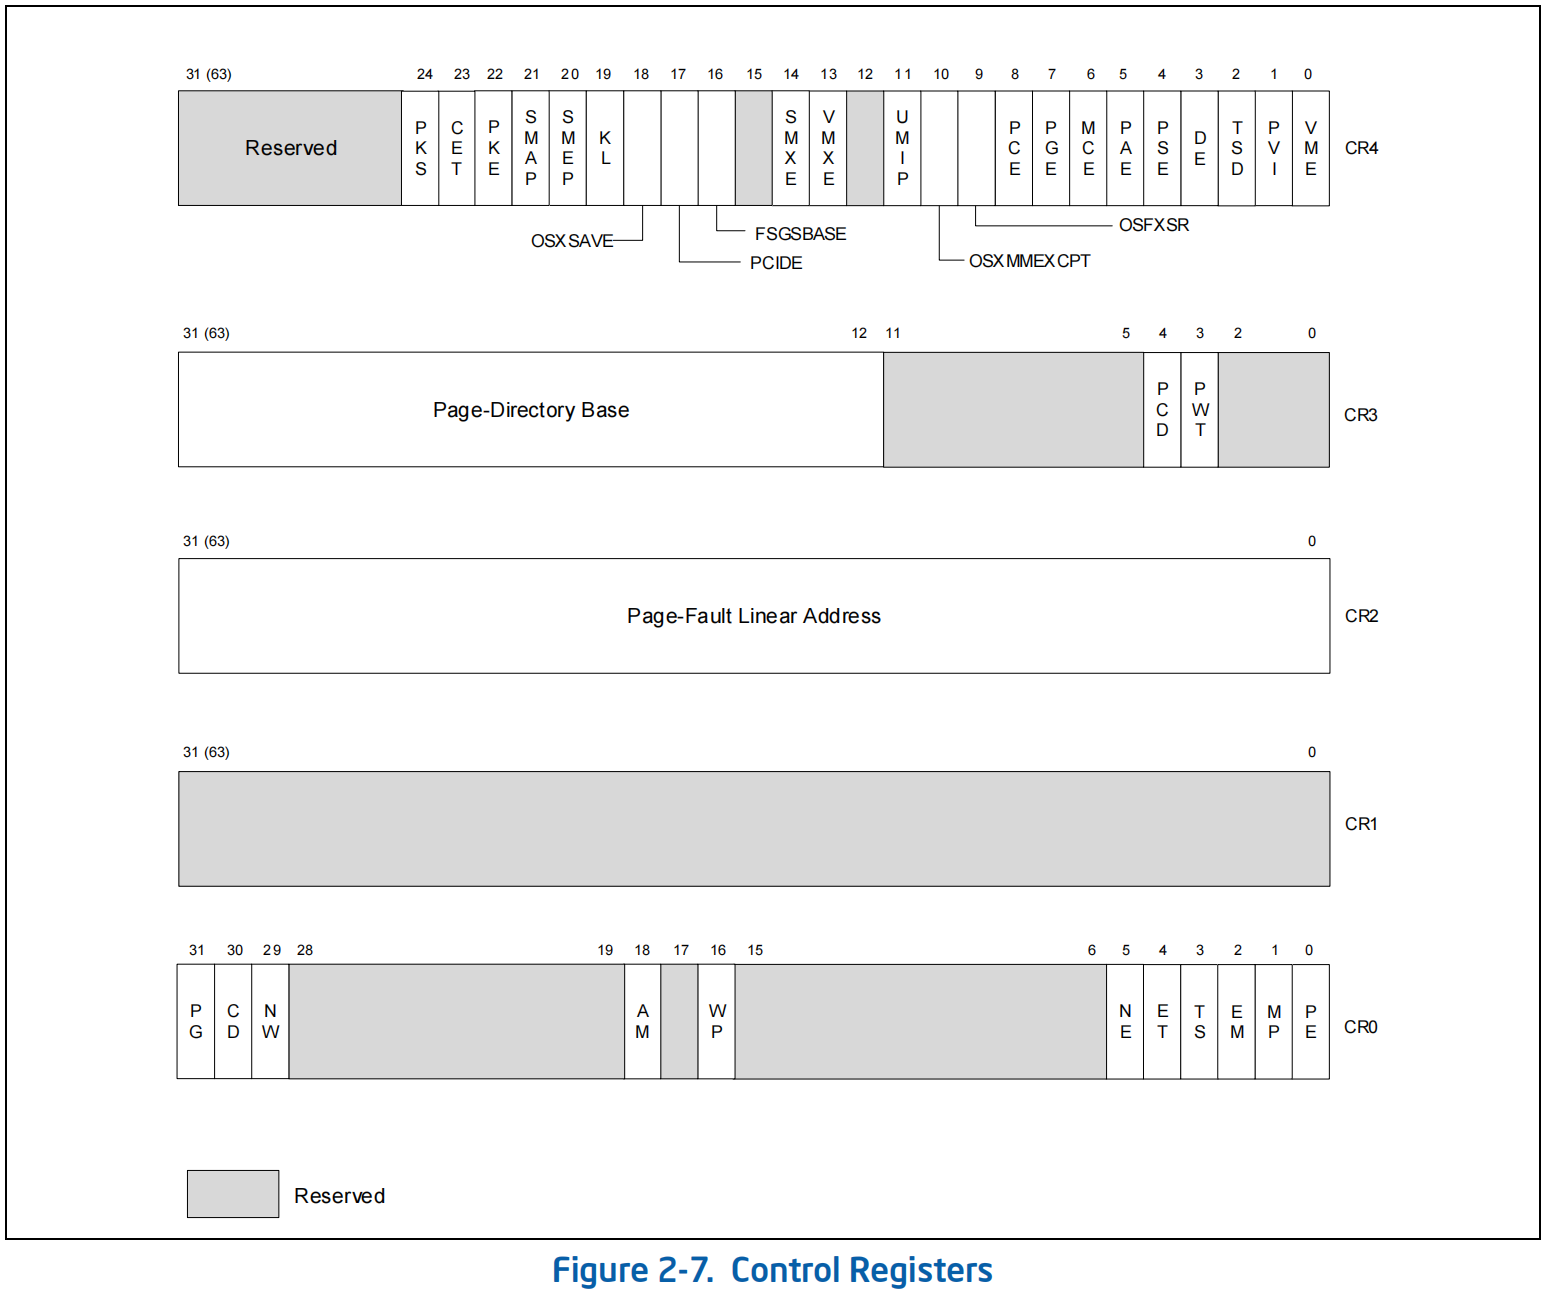 31 (63) 24 23 22 21 20 19 18 17 16 15 14 13 12 11 10 9 8 7 6 5 4 3 2 1 0
Reserved PKS CET PKE SMAP SMEP KL SMXE VMXE UMIP PCE PGE MCE PAE PSE DE TSD PVI VME CR4
OSXSAVE FSGSBASE OSFXSR
PCIDE OSXMMEXCPT
31 (63) 12 11 5 4 3 2 0
Page-Directory Base PCD PWT CR3
31 (63) 0
Page-Fault Linear Address CR2
31 (63) 0
CR1
31 30 29 28 19 18 17 16 15 6 5 4 3 2 1 0
PG CD NW AM WP NE ET TS EM MP PE CR0
Reserved
Figure 2-7. Control Registers